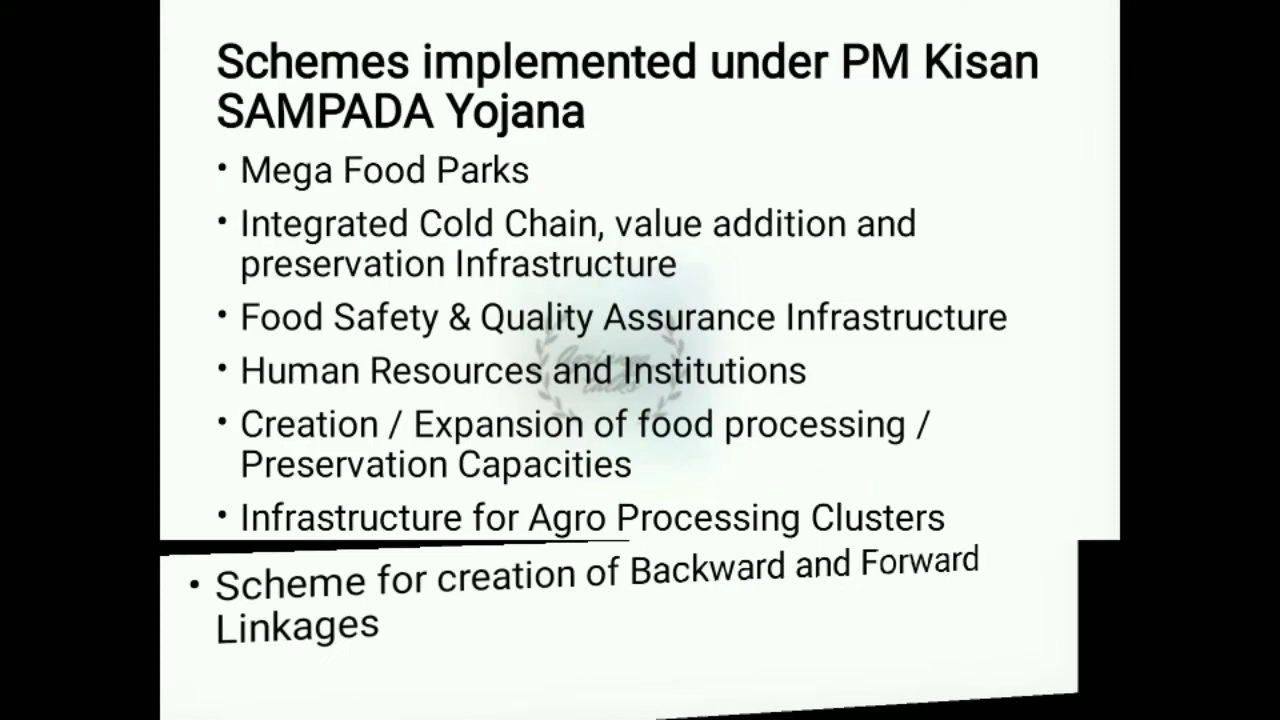 Schemes implemented under PM Kisan
SAMPADA Yojana
• Mega Food Parks
• Integrated Cold Chain, value addition and
preservation Infrastructure
• Food Safety & Quality Assurance Infrastructure
• Human Resources and Institutions
• Creation / Expansion of food processing /
Preservation Capacities
• Infrastructure for Agro Processing Clusters
• Scheme for creation of Backward and Forward
Linkages